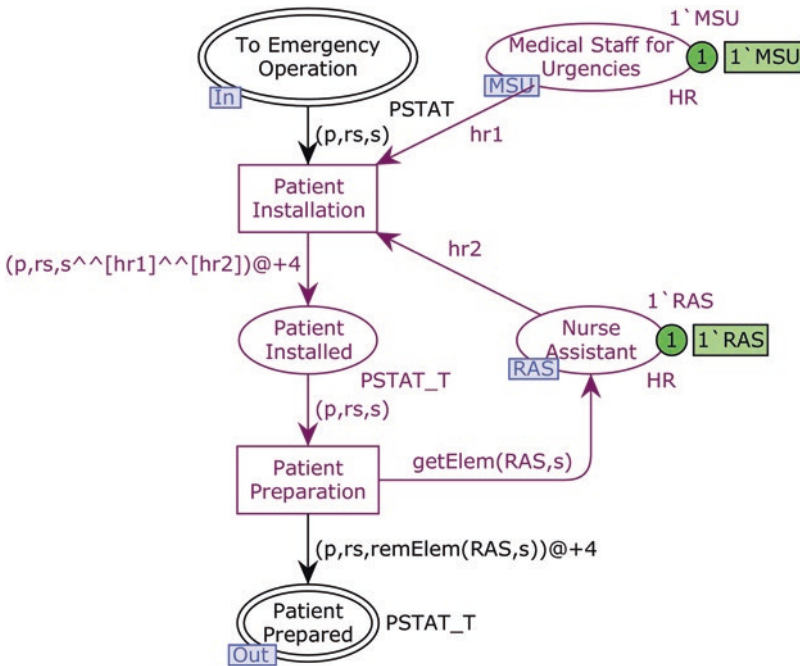 To Emergency
Operation
In
1`MSU
Medical Staff for
Urgencies
1
1`MSU
MSU
HR
PSTAT
(p,rs,s)
hr1
Patient
Installation
hr2
(p,rs,s^^[hr1]^^[hr2])@+4
1`RAS
Patient
Installed
Nurse
Assistant
1
1`RAS
RAS
HR
PSTAT_T
(p,rs,s)
Patient
Preparation
getElem(RAS,s)
(p,rs,remElem(RAS,s))@+4
Patient
Prepared
PSTAT_T
Out